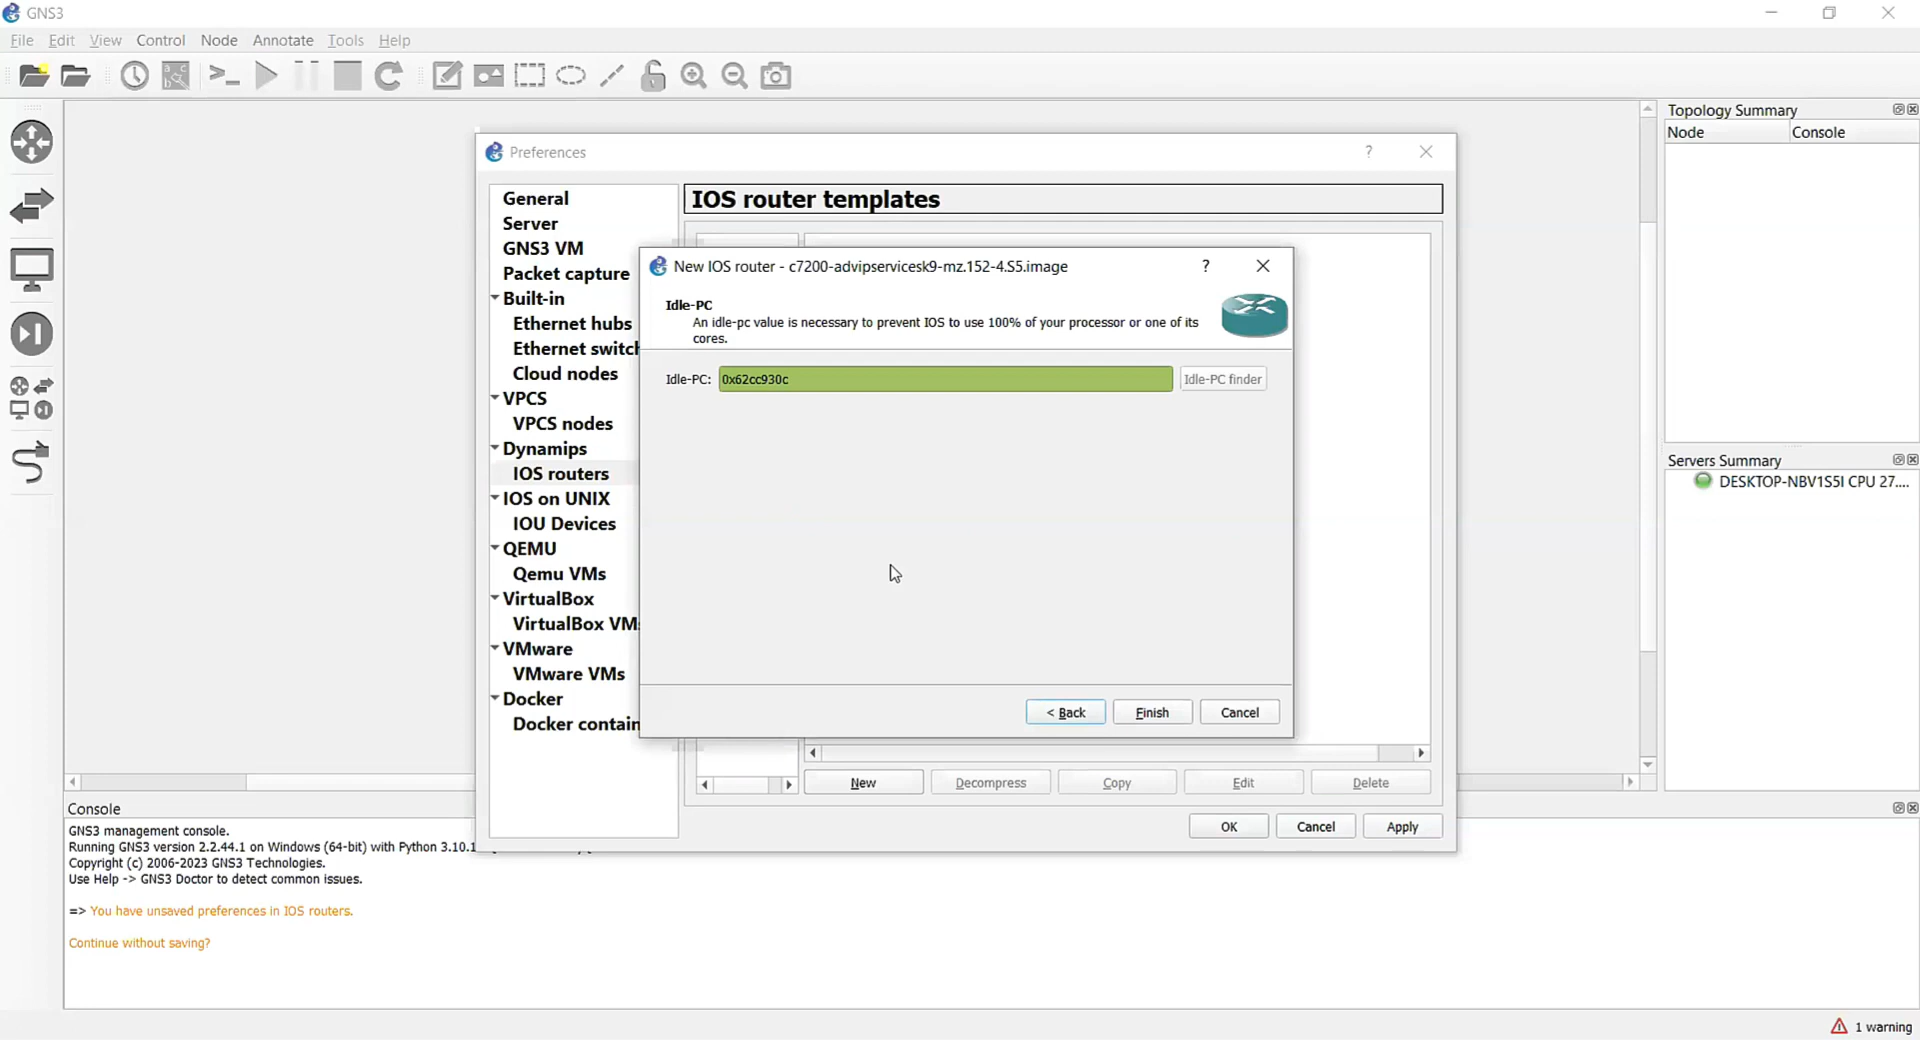 GNS3
File Edit View Control Node Annotate Tools Help
Topology Summary
Node Console
Servers Summary
DESKTOP-NBV1S5I CPU 27....
Preferences
?
General
Server
GNS3 VM
Packet capture
Built-in
Ethernet hubs
Ethernet switch
Cloud nodes
VPCS
VPCS nodes
Dynamips
IOS routers
IOS on UNIX
IOU Devices
QEMU
Qemu VMs
VirtualBox
VirtualBox VMs
VMware
VMware VMs
Docker
Docker contain
IOS router templates
New IOS router - c7200-advipservicesk9-mz.152-4.S5.image
?
Idle-PC
An idle-pc value is necessary to prevent IOS to use 100% of your processor or one of its
cores.
Idle-PC: 0x62cc930c Idle-PC finder
< Back Finish Cancel
New Decompress Copy Edit Delete
OK Cancel Apply
Console
GNS3 management console.
Running GNS3 version 2.2.44.1 on Windows (64-bit) with Python 3.10.1
Copyright (c) 2006-2023 GNS3 Technologies.
Use Help -> GNS3 Doctor to detect common issues.
=> You have unsaved preferences in IOS routers.
Continue without saving?
1 warning